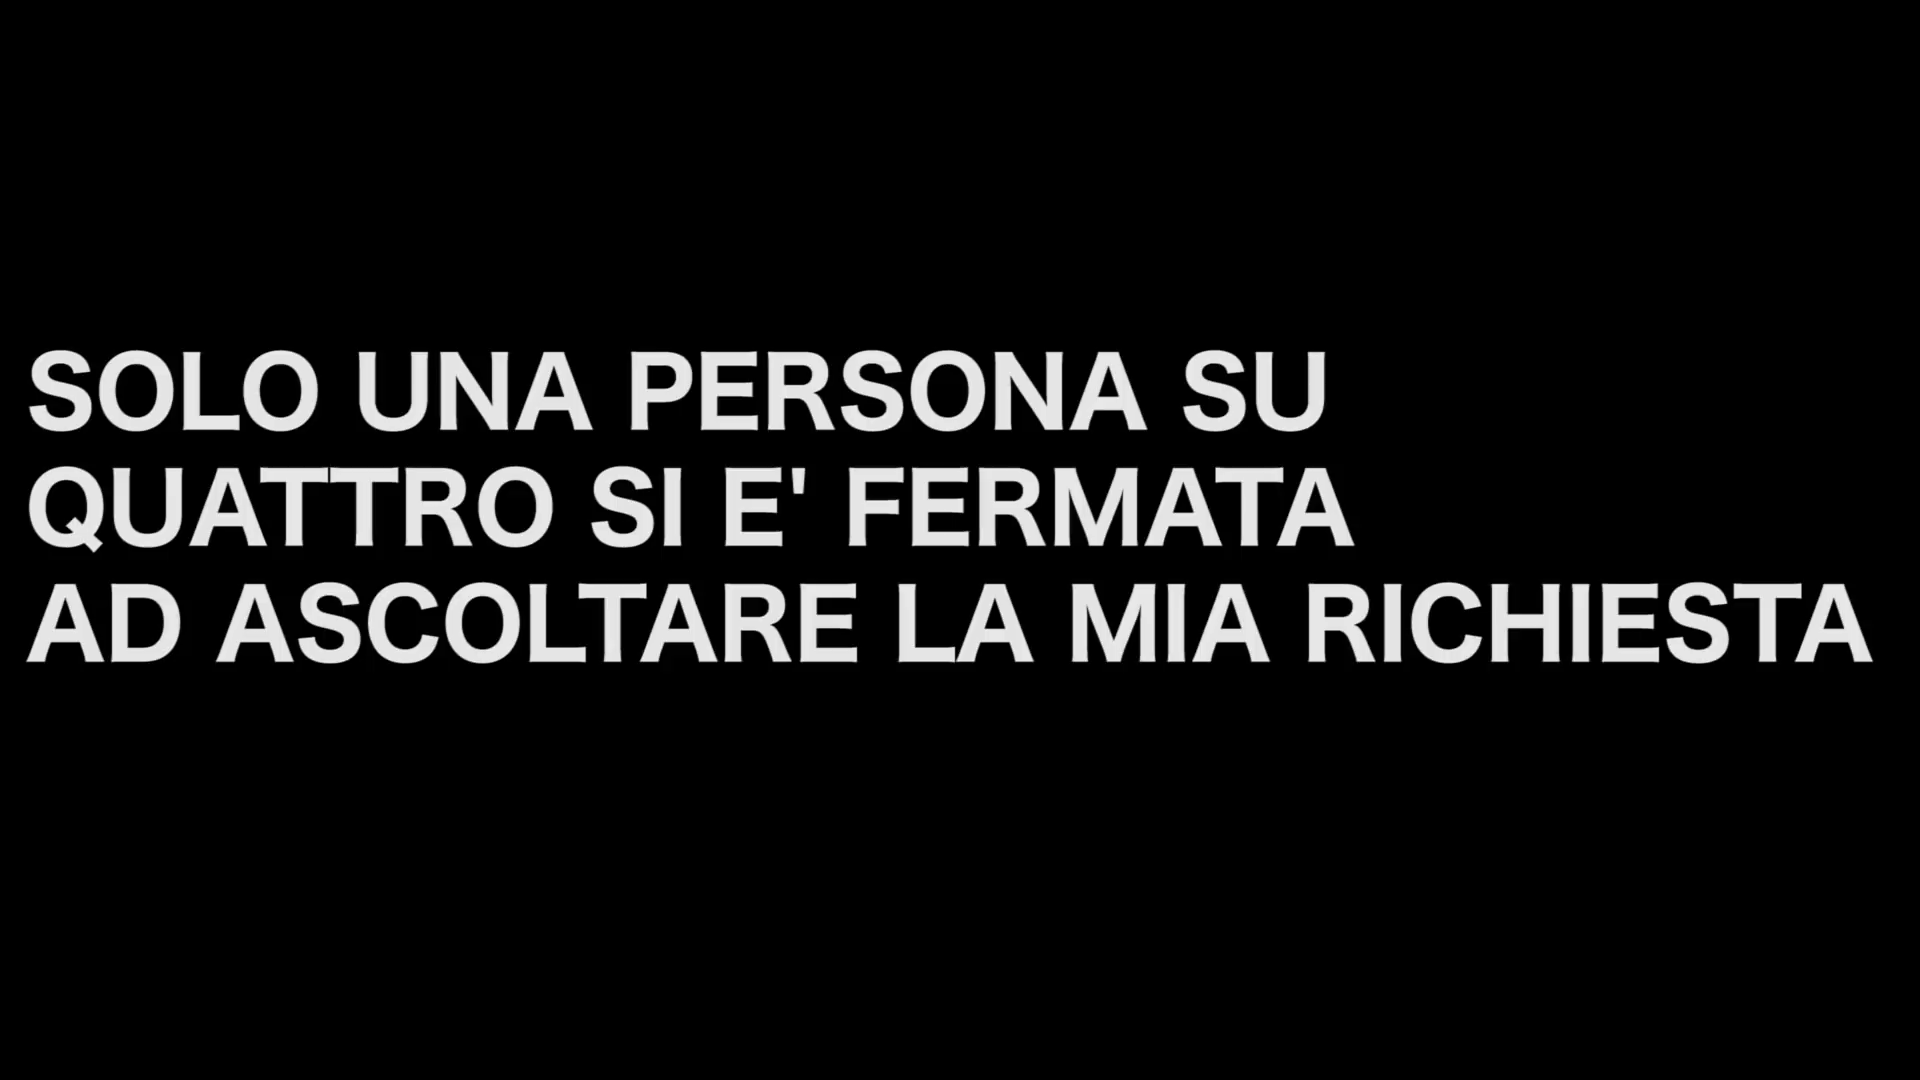 SOLO UNA PERSONA SU
QUATTRO SI E' FERMATA
AD ASCOLTARE LA MIA RICHIESTA